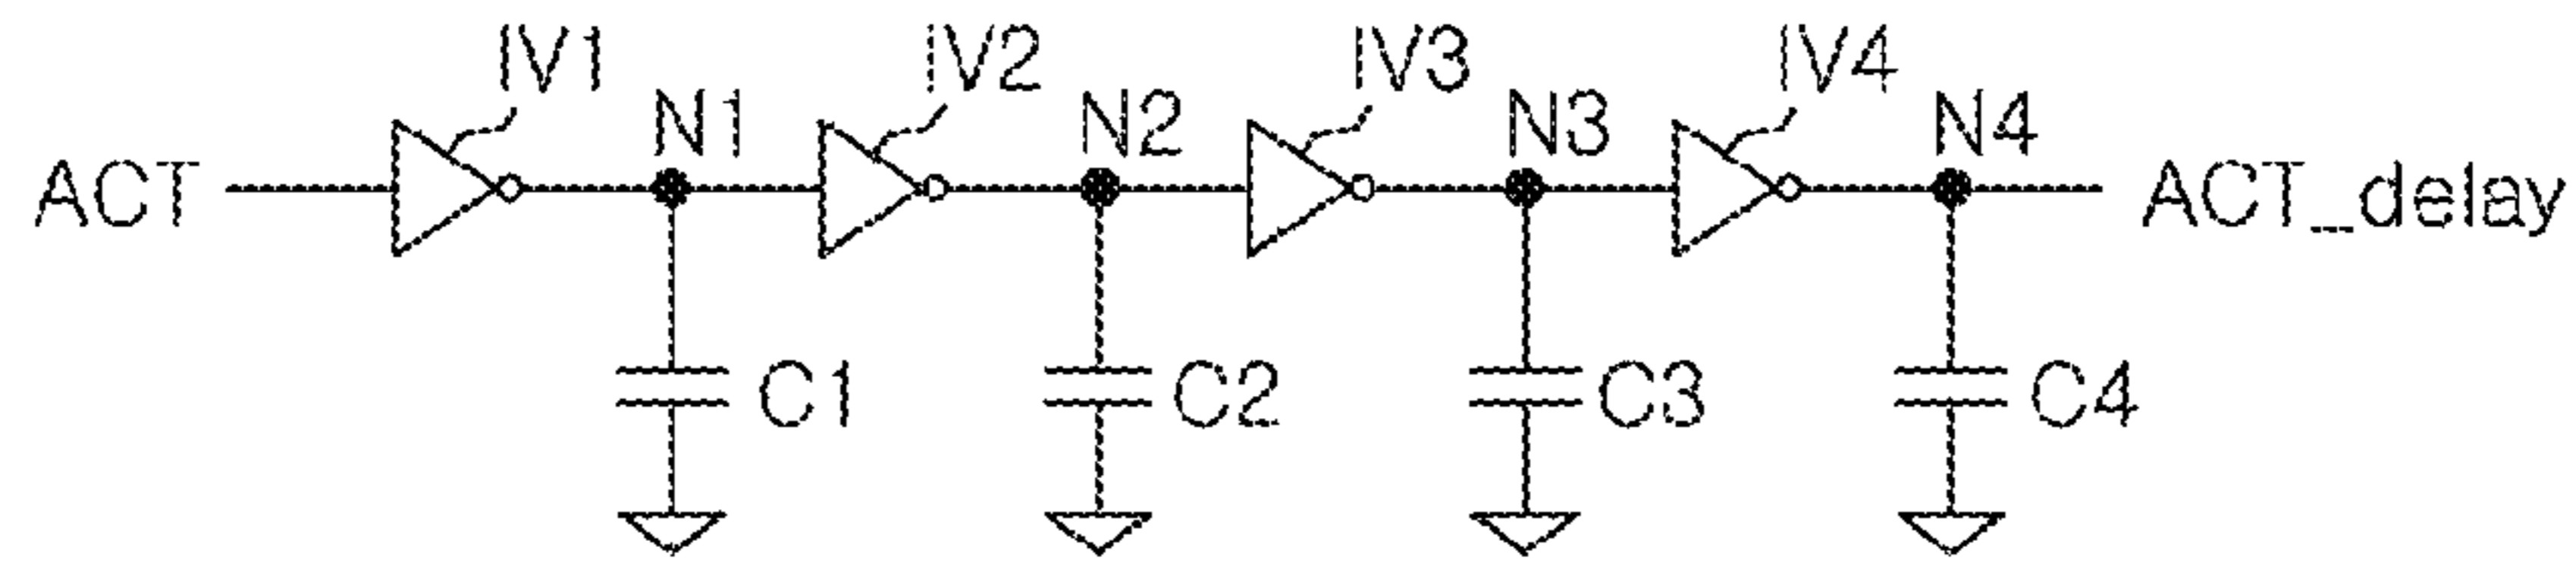 IV1 IV2 IV3 IV4
N1 N2 N3 N4
ACT ACT_delay
C1 C2 C3 C4